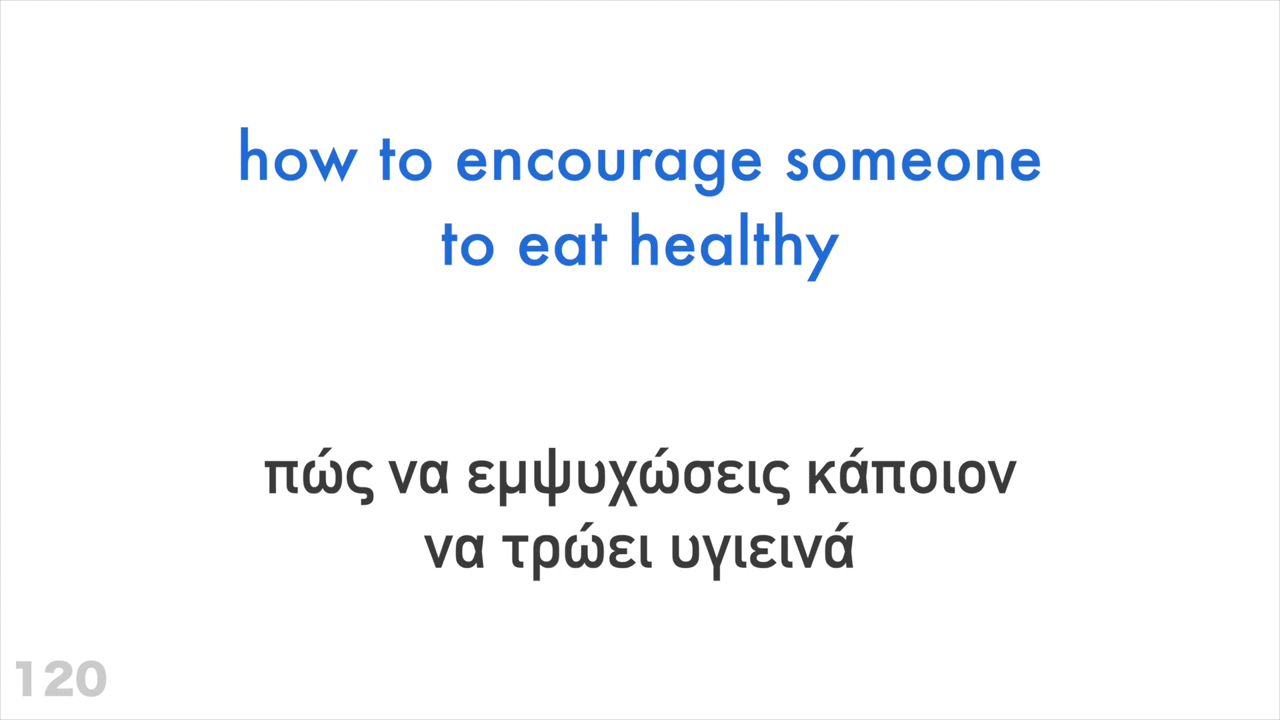 how to encourage someone
to eat healthy
πώς να εμψυχώσεις κάποιον
να τρώει υγιεινά
120